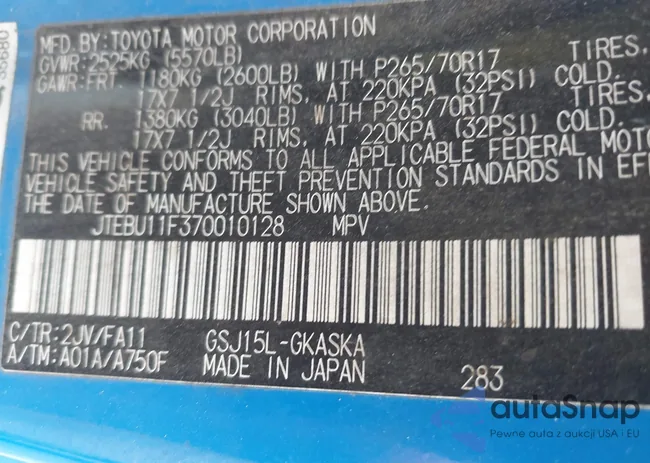 MFD. BY: TOYOTA MOTOR CORPORATION
GVWR: 2525KG (5570LB)
GAWR: FRT. 1180KG (2600LB) WITH P265/70R17 TIRES.
17X7 1/2J RIMS, AT 220KPA (32PSI) COLD.
RR. 1380KG (3040LB) WITH P265/70R17 TIRES.
17X7 1/2J RIMS, AT 220KPA (32PSI) COLD.
THIS VEHICLE CONFORMS TO ALL APPLICABLE FEDERAL MOTO
VEHICLE SAFETY AND THEFT PREVENTION STANDARDS IN EFF
THE DATE OF MANUFACTURE SHOWN ABOVE.
JTEBU11F370010128 MPV
C/TR: 2JV/FA11 GSJ15L-GKASKA
A/TM: A01A/A750F MADE IN JAPAN 283
autoSnap
Pewne auta z aukcji USA i EU